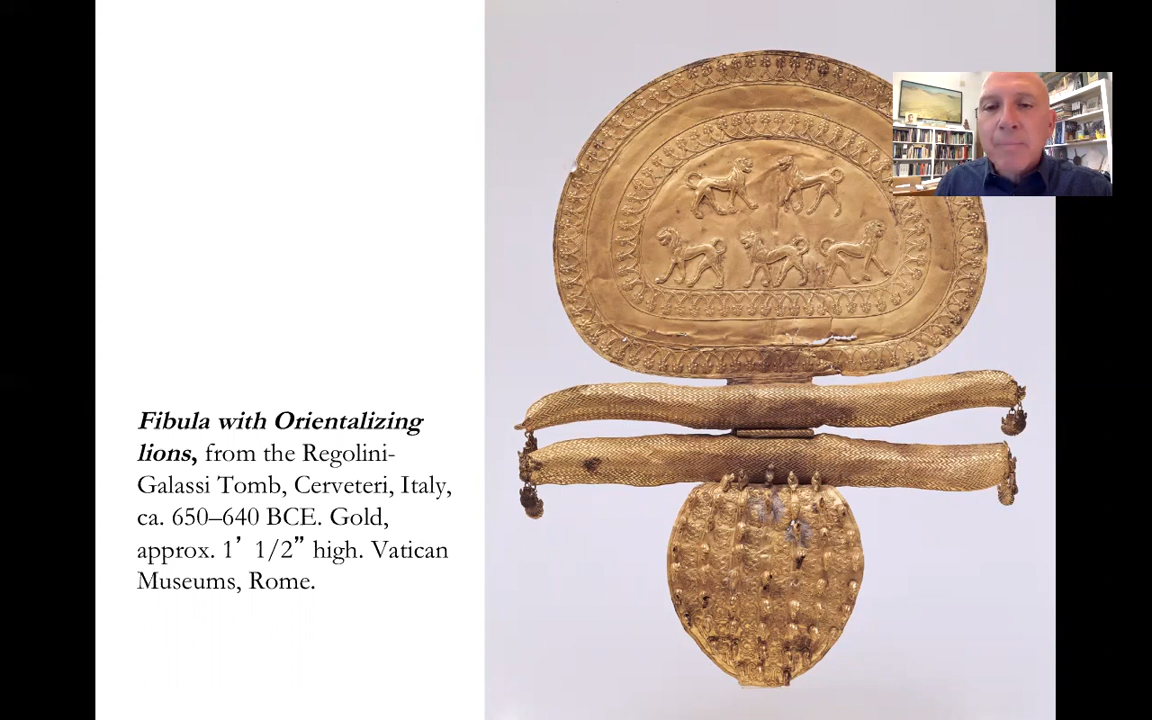 Fibula with Orientalizing
lions, from the Regolini-
Galassi Tomb, Cerveteri, Italy,
ca. 650–640 BCE. Gold,
approx. 1’ 1/2” high. Vatican
Museums, Rome.